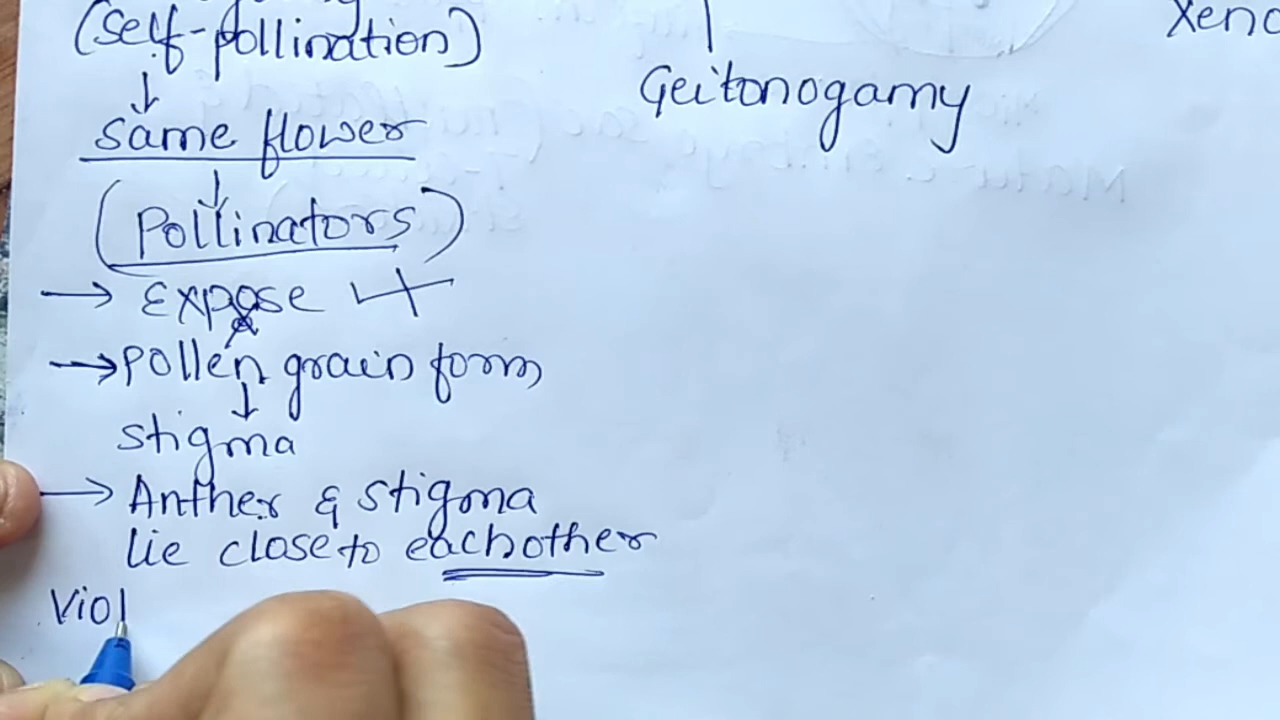 (Self-pollination)
same flower
(Pollinators)
Expose
Pollen grain form
stigma
Anther & stigma
lie close to eachother
Viol
Geitonogamy
Xeno